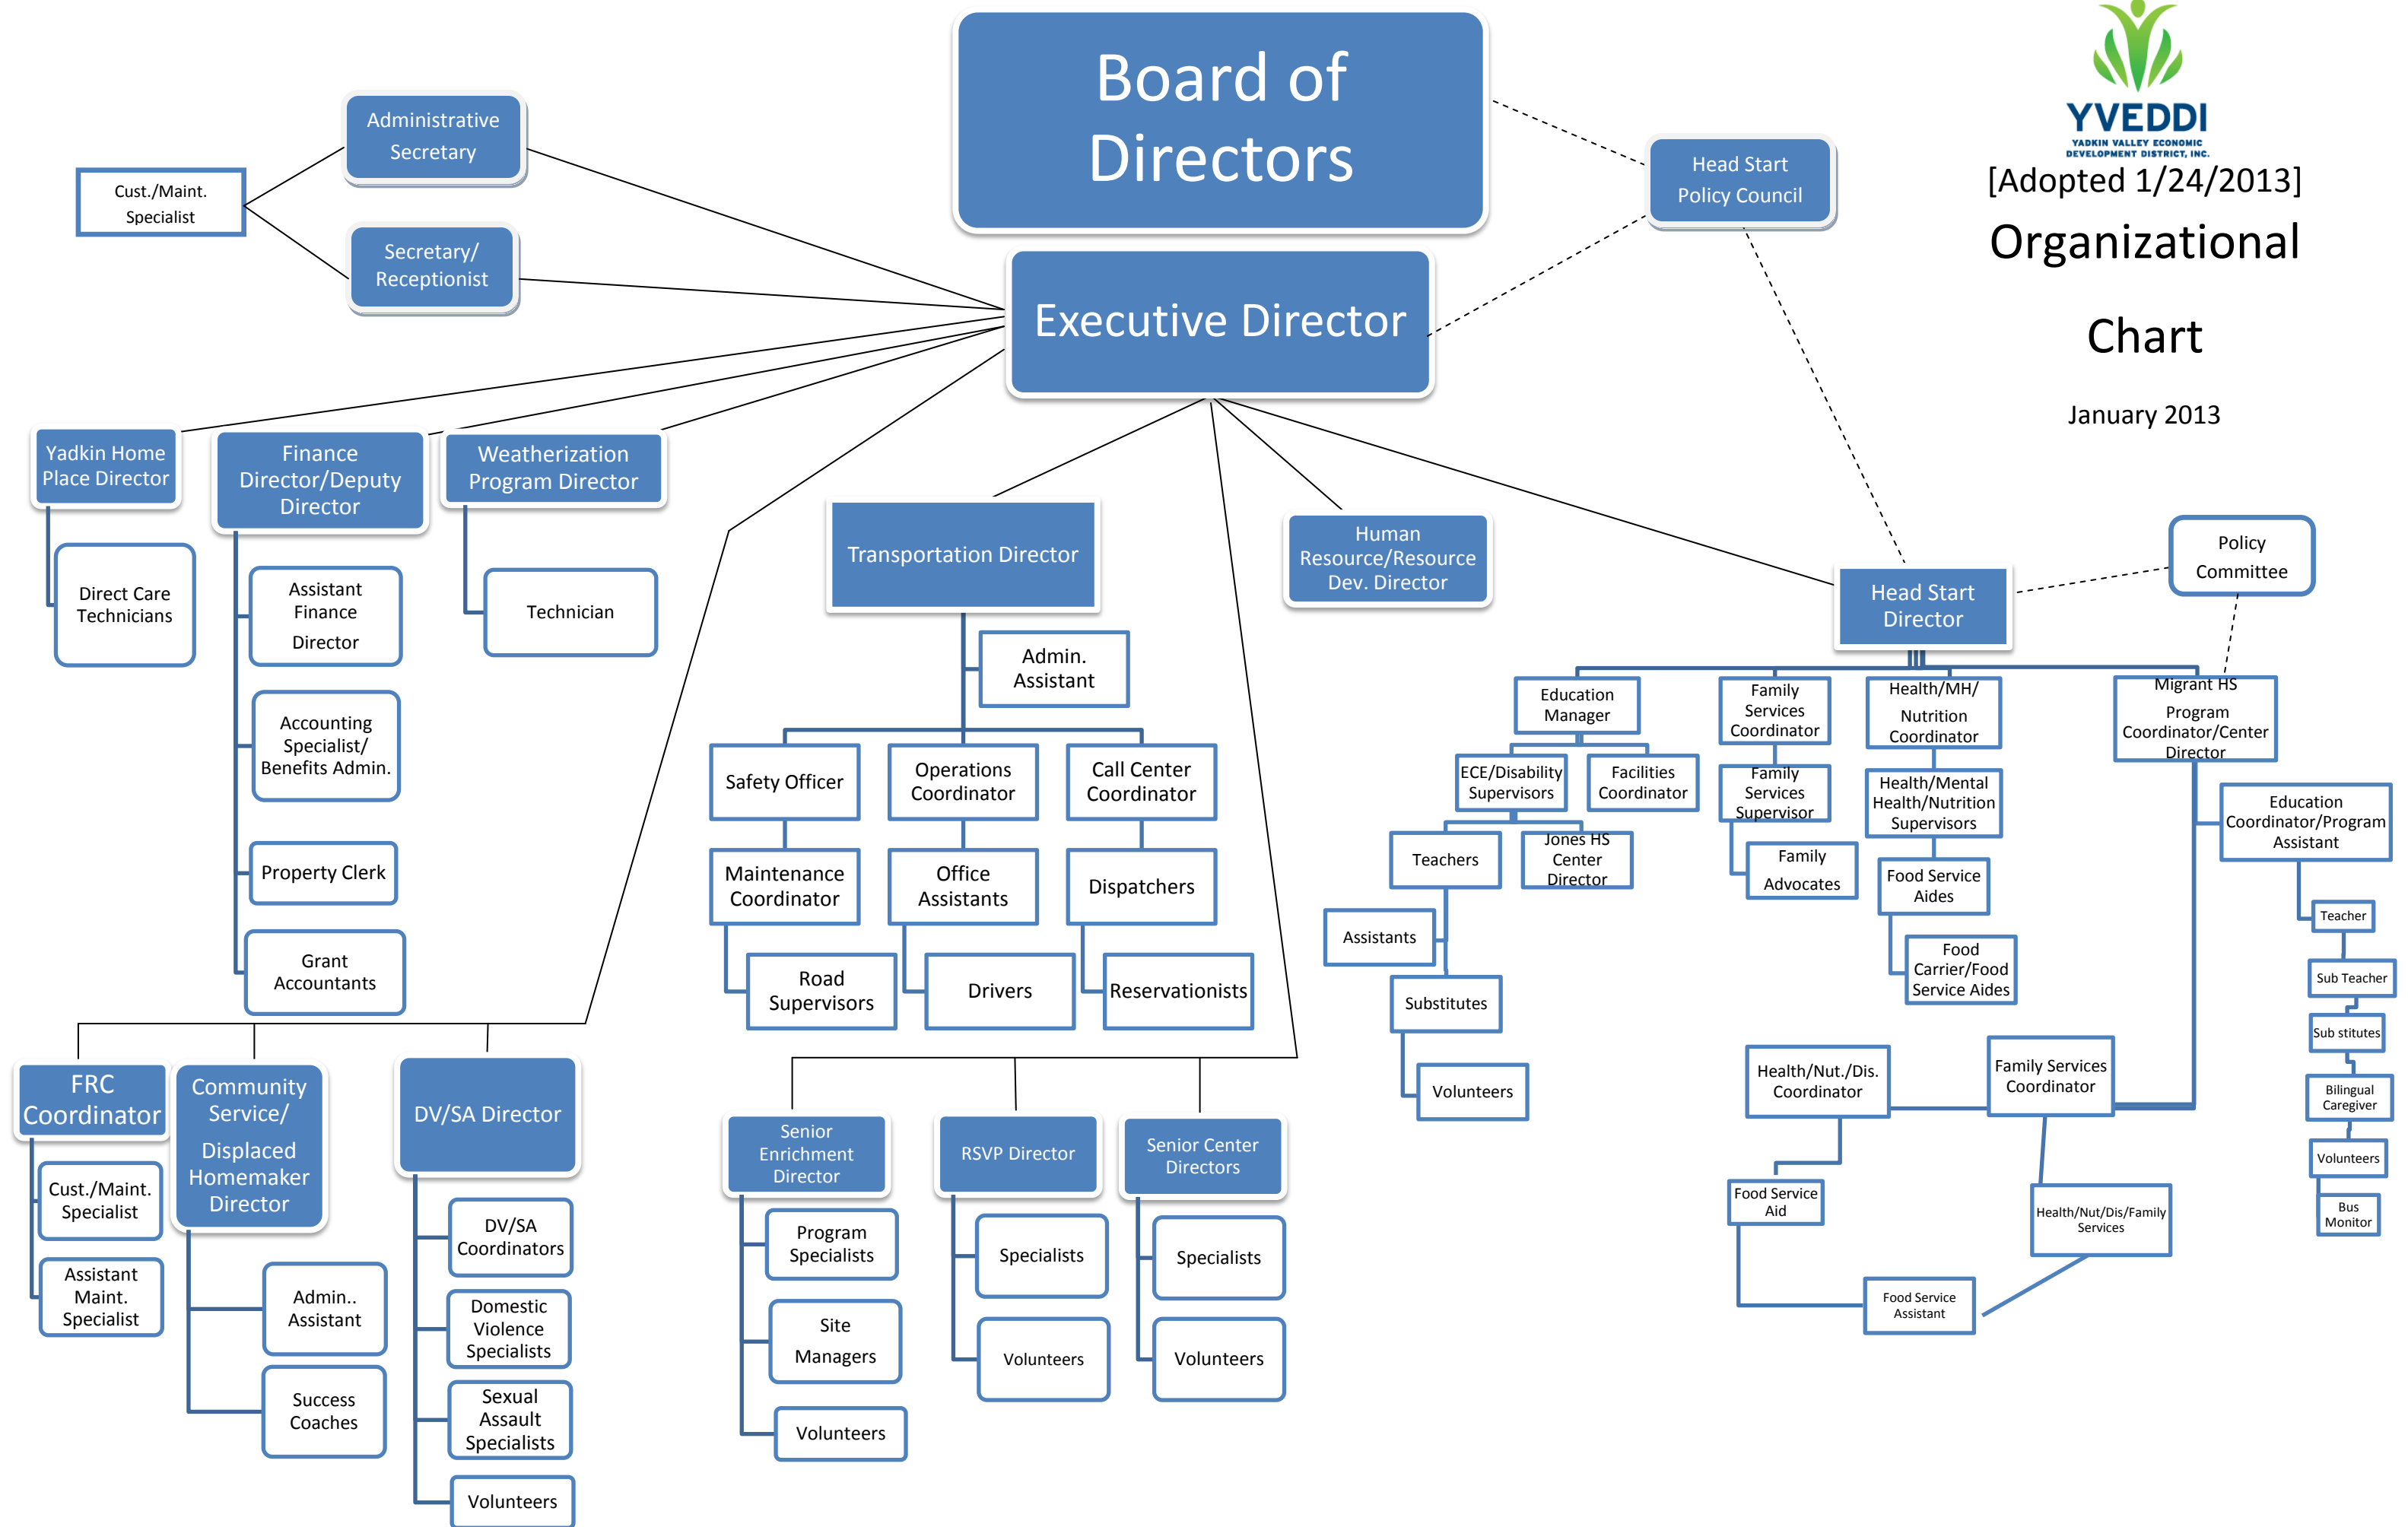 Board of
Directors
YVEDDI
YADKIN VALLEY ECONOMIC
DEVELOPMENT DISTRICT, INC.
[Adopted 1/24/2013]
Organizational
Chart
January 2013
Administrative
Secretary
Cust./Maint.
Specialist
Secretary/
Receptionist
Head Start
Policy Council
Executive Director
Yadkin Home
Place Director
Finance
Director/Deputy
Director
Weatherization
Program Director
Direct Care
Technicians
Assistant
Finance
Director
Technician
Accounting
Specialist/
Benefits Admin.
Property Clerk
Grant
Accountants
Transportation Director
Human
Resource/Resource
Dev. Director
Head Start
Director
Policy
Committee
Admin.
Assistant
Safety Officer
Operations
Coordinator
Call Center
Coordinator
Maintenance
Coordinator
Office
Assistants
Dispatchers
Road
Supervisors
Drivers
Reservationists
Education
Manager
Family
Services
Coordinator
Health/MH/
Nutrition
Coordinator
Migrant HS
Program
Coordinator/Center
Director
ECE/Disability
Supervisors
Facilities
Coordinator
Family
Services
Supervisor
Health/Mental
Health/Nutrition
Supervisors
Education
Coordinator/Program
Assistant
Teachers
Jones HS
Center
Director
Family
Advocates
Food Service
Aides
Assistants
Food
Carrier/Food
Service Aides
Substitutes
Volunteers
Teacher
Sub Teacher
Sub stitutes
Bilingual
Caregiver
Volunteers
Bus
Monitor
Health/Nut./Dis.
Coordinator
Family Services
Coordinator
Food Service
Aid
Health/Nut/Dis/Family
Services
Food Service
Assistant
FRC
Coordinator
Community
Service/
Displaced
Homemaker
Director
DV/SA Director
Cust./Maint.
Specialist
Assistant
Maint.
Specialist
Admin..
Assistant
Success
Coaches
DV/SA
Coordinators
Domestic
Violence
Specialists
Sexual
Assault
Specialists
Volunteers
Senior
Enrichment
Director
RSVP Director
Senior Center
Directors
Program
Specialists
Site
Managers
Volunteers
Specialists
Volunteers
Specialists
Volunteers